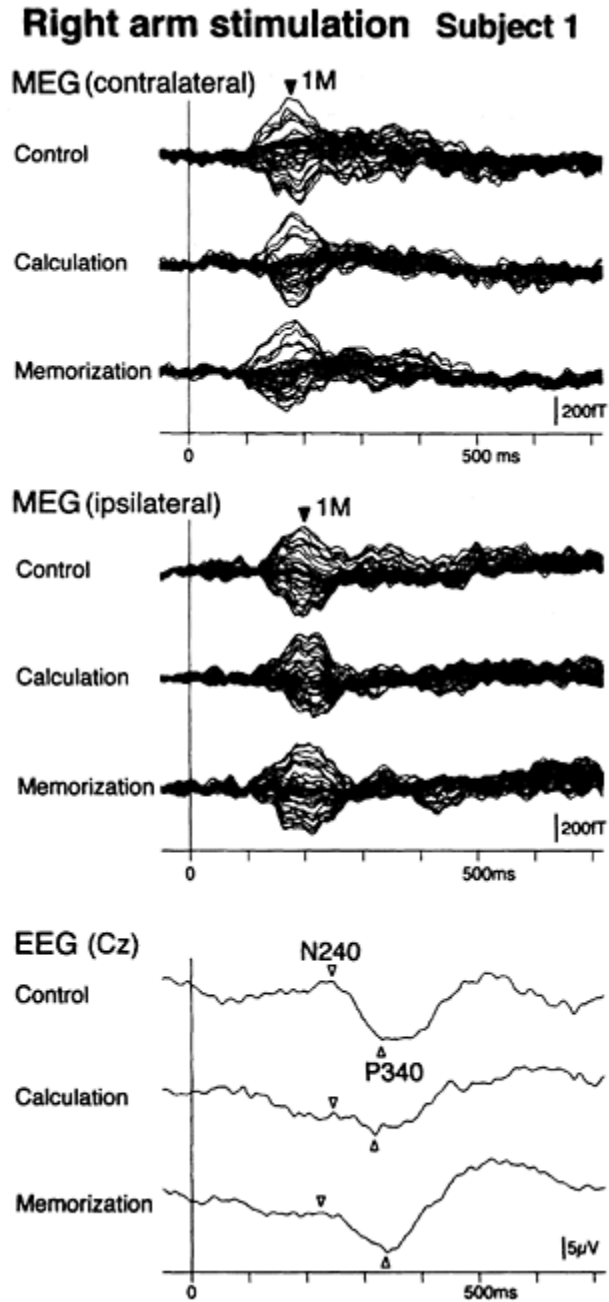 Right arm stimulation Subject 1
MEG (contralateral)
1M
Control
Calculation
Memorization
200fT
0 500 ms
MEG (ipsilateral)
1M
Control
Calculation
Memorization
200fT
0 500ms
EEG (Cz)
N240
Control
P340
Calculation
Memorization
5μV
0 500ms